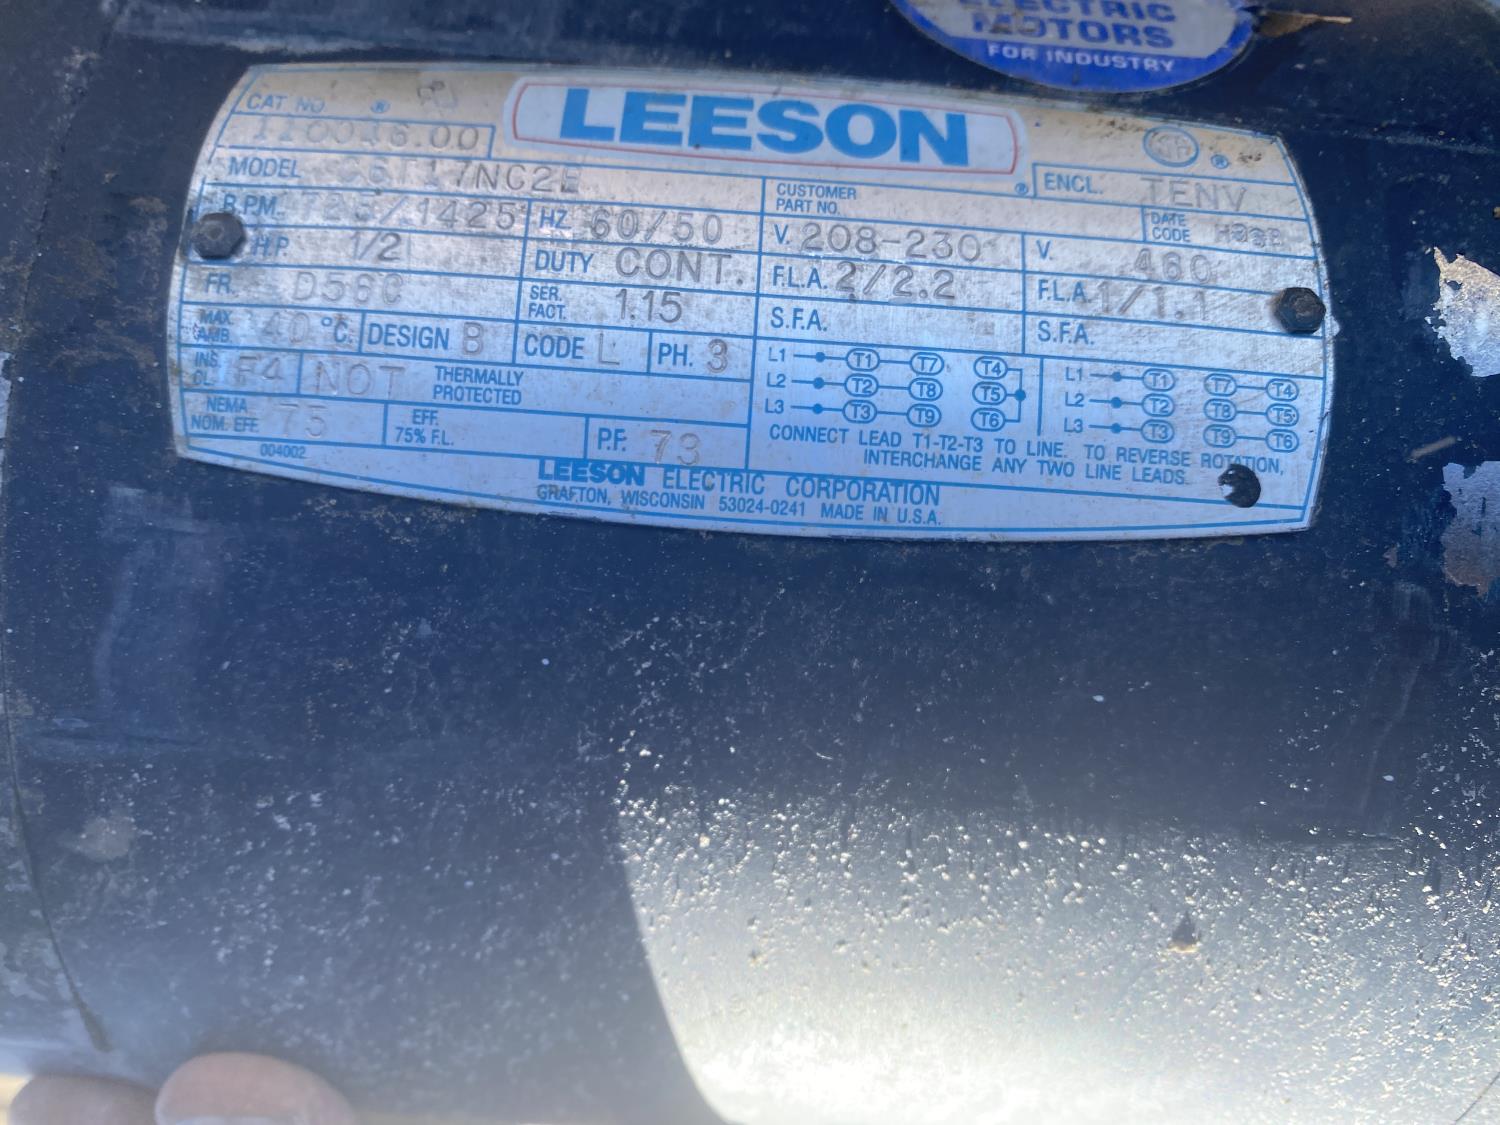 ELECTRIC
MOTORS
FOR INDUSTRY
CAT NO ®
LEESON ®
®
110046.00
MODEL C6T17NC2E
CUSTOMER
PART NO.
ENCL. TENV
DATE
CODE
R.P.M. 1725/1425
HZ 60/50
V. 208-230
V. 460
H.P. 1/2
DUTY CONT.
F.L.A. 2/2.2
F.L.A. 1/1.1
FR. D56C
SER.
FACT. 1.15
S.F.A.
S.F.A.
MAX
AMB. 40 °C.
DESIGN B
CODE L
PH. 3
INS.
CL. F4
NOT THERMALLY
PROTECTED
NEMA
NOM. EFF. 75
EFF.
75% F.L.
P.F. 73
L1 T1 T7 T4
L2 T2 T8 T5
L3 T3 T9 T6
L1 T1 T7 T4
L2 T2 T8 T5
L3 T3 T9 T6
CONNECT LEAD T1-T2-T3 TO LINE. TO REVERSE ROTATION,
INTERCHANGE ANY TWO LINE LEADS.
004002
LEESON ELECTRIC CORPORATION
GRAFTON, WISCONSIN 53024-0241 MADE IN U.S.A.